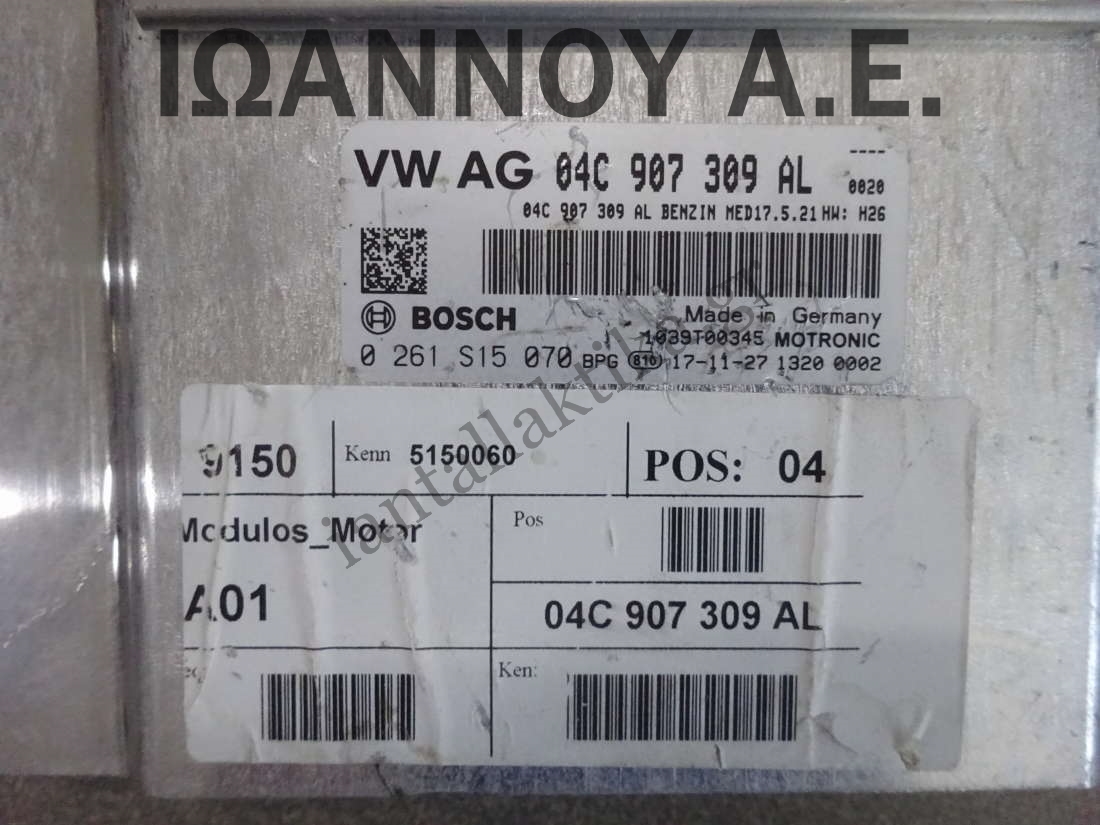 ΙΩΑΝΝΟΥ Α.Ε.
VW AG 04C 907 309 AL ----
0020
04C 907 309 AL BENZIN MED17.5.21 HW: H26
BOSCH
Made in Germany
1039T00345 MOTRONIC
0 261 S15 070 BPG 810 17-11-27 1320 0002
9150 Kenn 5150060 POS: 04
Modulos_Motor Pos
A01 04C 907 309 AL
Ken:
iantallaktika.gr